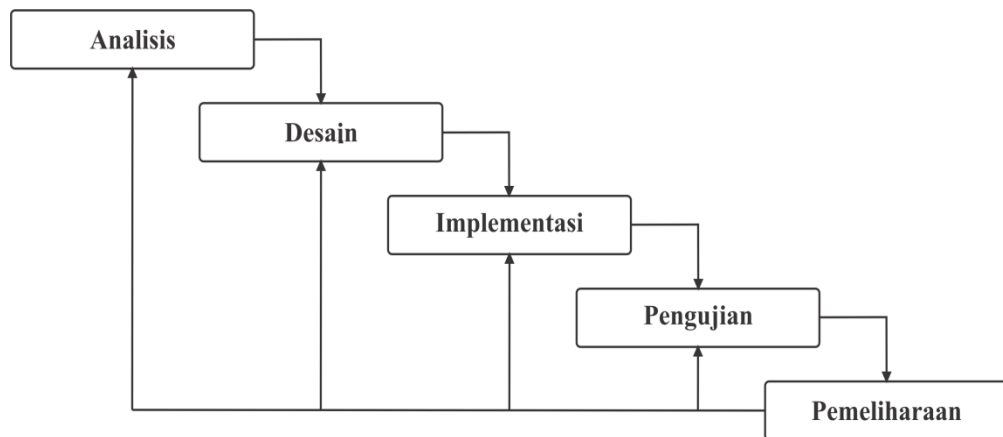 Analisis
Desain
Implementasi
Pengujian
Pemeliharaan